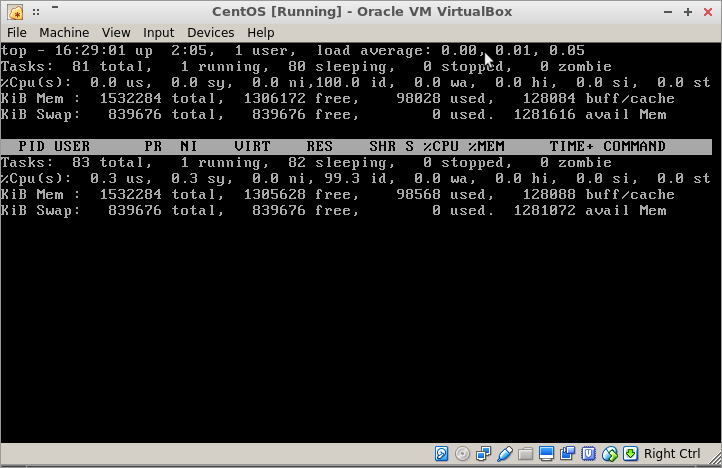 CentOS [Running] - Oracle VM VirtualBox
File Machine View Input Devices Help
top - 16:29:01 up  2:05,  1 user,  load average: 0.00, 0.01, 0.05
Tasks:  81 total,   1 running,  80 sleeping,   0 stopped,   0 zombie
%Cpu(s):  0.0 us,  0.0 sy,  0.0 ni,100.0 id,  0.0 wa,  0.0 hi,  0.0 si,  0.0 st
KiB Mem :  1532284 total,  1306172 free,    98028 used,   128084 buff/cache
KiB Swap:   839676 total,   839676 free,        0 used.  1281616 avail Mem
PID USER      PR  NI    VIRT    RES    SHR S %CPU %MEM     TIME+ COMMAND
Tasks:  83 total,   1 running,  82 sleeping,   0 stopped,   0 zombie
%Cpu(s):  0.3 us,  0.3 sy,  0.0 ni, 99.3 id,  0.0 wa,  0.0 hi,  0.0 si,  0.0 st
KiB Mem :  1532284 total,  1305628 free,    98568 used,   128088 buff/cache
KiB Swap:   839676 total,   839676 free,        0 used.  1281072 avail Mem
Right Ctrl